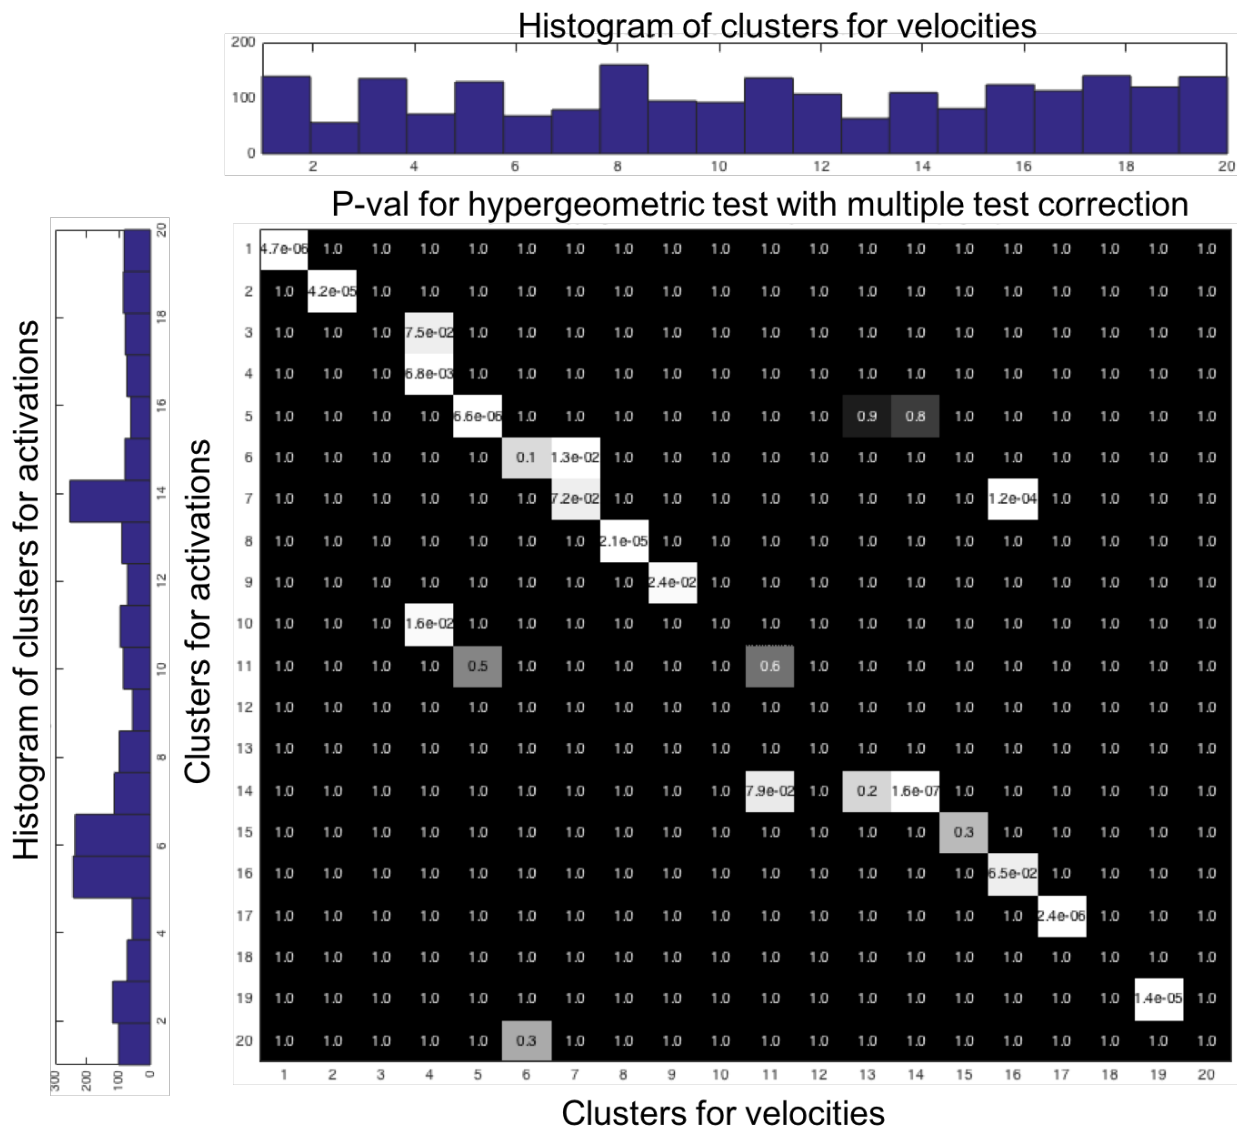 Histogram of clusters for velocities
200
100
0
2 4 6 8 10 12 14 16 18 20
P-val for hypergeometric test with multiple test correction
Histogram of clusters for activations
300 200 100 0
20
18
16
14
12
10
8
6
4
2
Clusters for activations
1 4.7e-06 1.0 1.0 1.0 1.0 1.0 1.0 1.0 1.0 1.0 1.0 1.0 1.0 1.0 1.0 1.0 1.0 1.0 1.0 1.0
2 1.0 4.2e-05 1.0 1.0 1.0 1.0 1.0 1.0 1.0 1.0 1.0 1.0 1.0 1.0 1.0 1.0 1.0 1.0 1.0 1.0
3 1.0 1.0 1.0 7.5e-02 1.0 1.0 1.0 1.0 1.0 1.0 1.0 1.0 1.0 1.0 1.0 1.0 1.0 1.0 1.0 1.0
4 1.0 1.0 1.0 6.8e-03 1.0 1.0 1.0 1.0 1.0 1.0 1.0 1.0 1.0 1.0 1.0 1.0 1.0 1.0 1.0 1.0
5 1.0 1.0 1.0 1.0 6.6e-06 1.0 1.0 1.0 1.0 1.0 1.0 1.0 0.9 0.8 1.0 1.0 1.0 1.0 1.0 1.0
6 1.0 1.0 1.0 1.0 1.0 0.1 1.3e-02 1.0 1.0 1.0 1.0 1.0 1.0 1.0 1.0 1.0 1.0 1.0 1.0 1.0
7 1.0 1.0 1.0 1.0 1.0 1.0 7.2e-02 1.0 1.0 1.0 1.0 1.0 1.0 1.0 1.0 1.2e-04 1.0 1.0 1.0 1.0
8 1.0 1.0 1.0 1.0 1.0 1.0 1.0 2.1e-05 1.0 1.0 1.0 1.0 1.0 1.0 1.0 1.0 1.0 1.0 1.0 1.0
9 1.0 1.0 1.0 1.0 1.0 1.0 1.0 1.0 2.4e-02 1.0 1.0 1.0 1.0 1.0 1.0 1.0 1.0 1.0 1.0 1.0
10 1.0 1.0 1.0 1.6e-02 1.0 1.0 1.0 1.0 1.0 1.0 1.0 1.0 1.0 1.0 1.0 1.0 1.0 1.0 1.0 1.0
11 1.0 1.0 1.0 1.0 0.5 1.0 1.0 1.0 1.0 1.0 0.6 1.0 1.0 1.0 1.0 1.0 1.0 1.0 1.0 1.0
12 1.0 1.0 1.0 1.0 1.0 1.0 1.0 1.0 1.0 1.0 1.0 1.0 1.0 1.0 1.0 1.0 1.0 1.0 1.0 1.0
13 1.0 1.0 1.0 1.0 1.0 1.0 1.0 1.0 1.0 1.0 1.0 1.0 1.0 1.0 1.0 1.0 1.0 1.0 1.0 1.0
14 1.0 1.0 1.0 1.0 1.0 1.0 1.0 1.0 1.0 1.0 7.9e-02 1.0 0.2 1.6e-07 1.0 1.0 1.0 1.0 1.0 1.0
15 1.0 1.0 1.0 1.0 1.0 1.0 1.0 1.0 1.0 1.0 1.0 1.0 1.0 1.0 0.3 1.0 1.0 1.0 1.0 1.0
16 1.0 1.0 1.0 1.0 1.0 1.0 1.0 1.0 1.0 1.0 1.0 1.0 1.0 1.0 1.0 6.5e-02 1.0 1.0 1.0 1.0
17 1.0 1.0 1.0 1.0 1.0 1.0 1.0 1.0 1.0 1.0 1.0 1.0 1.0 1.0 1.0 1.0 2.4e-06 1.0 1.0 1.0
18 1.0 1.0 1.0 1.0 1.0 1.0 1.0 1.0 1.0 1.0 1.0 1.0 1.0 1.0 1.0 1.0 1.0 1.0 1.0 1.0
19 1.0 1.0 1.0 1.0 1.0 1.0 1.0 1.0 1.0 1.0 1.0 1.0 1.0 1.0 1.0 1.0 1.0 1.0 1.4e-05 1.0
20 1.0 1.0 1.0 1.0 1.0 0.3 1.0 1.0 1.0 1.0 1.0 1.0 1.0 1.0 1.0 1.0 1.0 1.0 1.0 1.0
1 2 3 4 5 6 7 8 9 10 11 12 13 14 15 16 17 18 19 20
Clusters for velocities